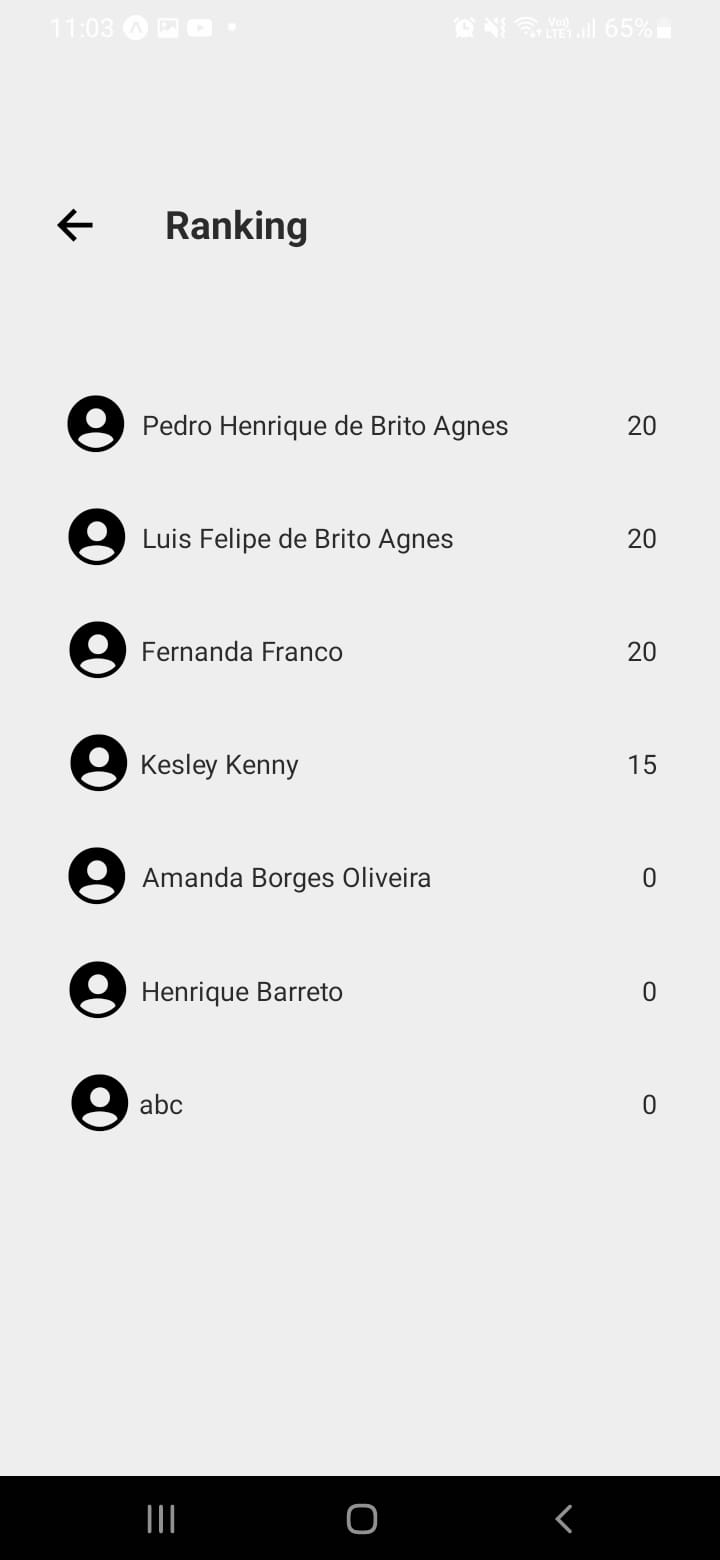 11:03 Vo) LTE1 65%
Ranking
Pedro Henrique de Brito Agnes 20
Luis Felipe de Brito Agnes 20
Fernanda Franco 20
Kesley Kenny 15
Amanda Borges Oliveira 0
Henrique Barreto 0
abc 0